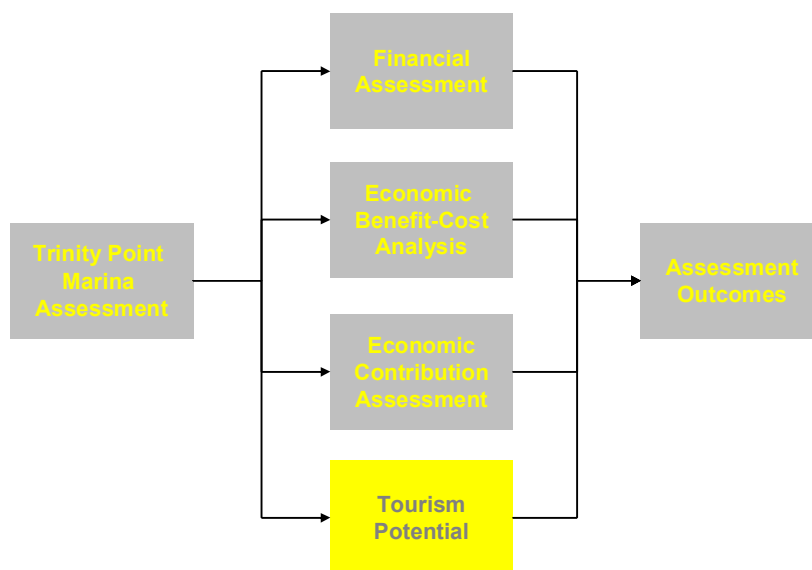 Trinity Point
Marina
Assessment
Financial
Assessment
Economic
Benefit-Cost
Analysis
Economic
Contribution
Assessment
Tourism
Potential
Assessment
Outcomes